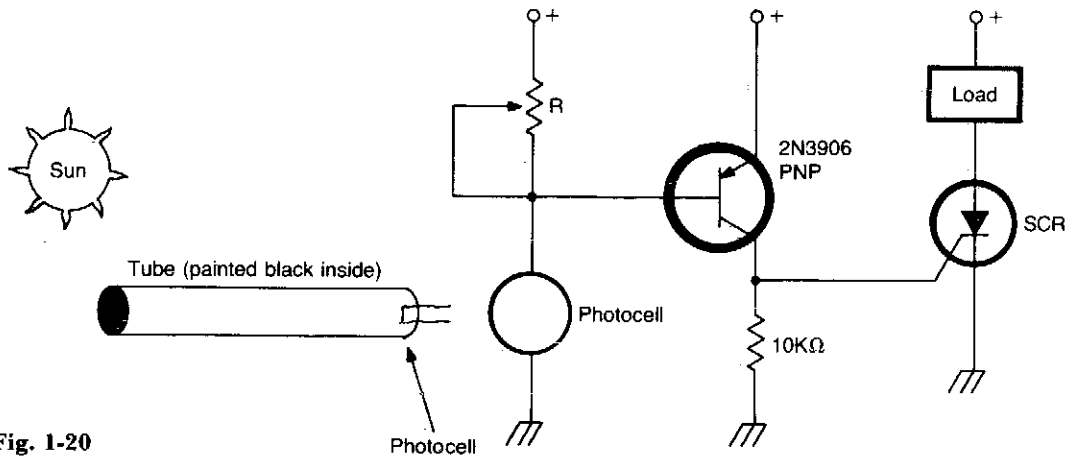 +
+
+
R
Load
2N3906
PNP
Sun
SCR
Tube (painted black inside)
Photocell
10KΩ
Fig. 1-20
Photocell